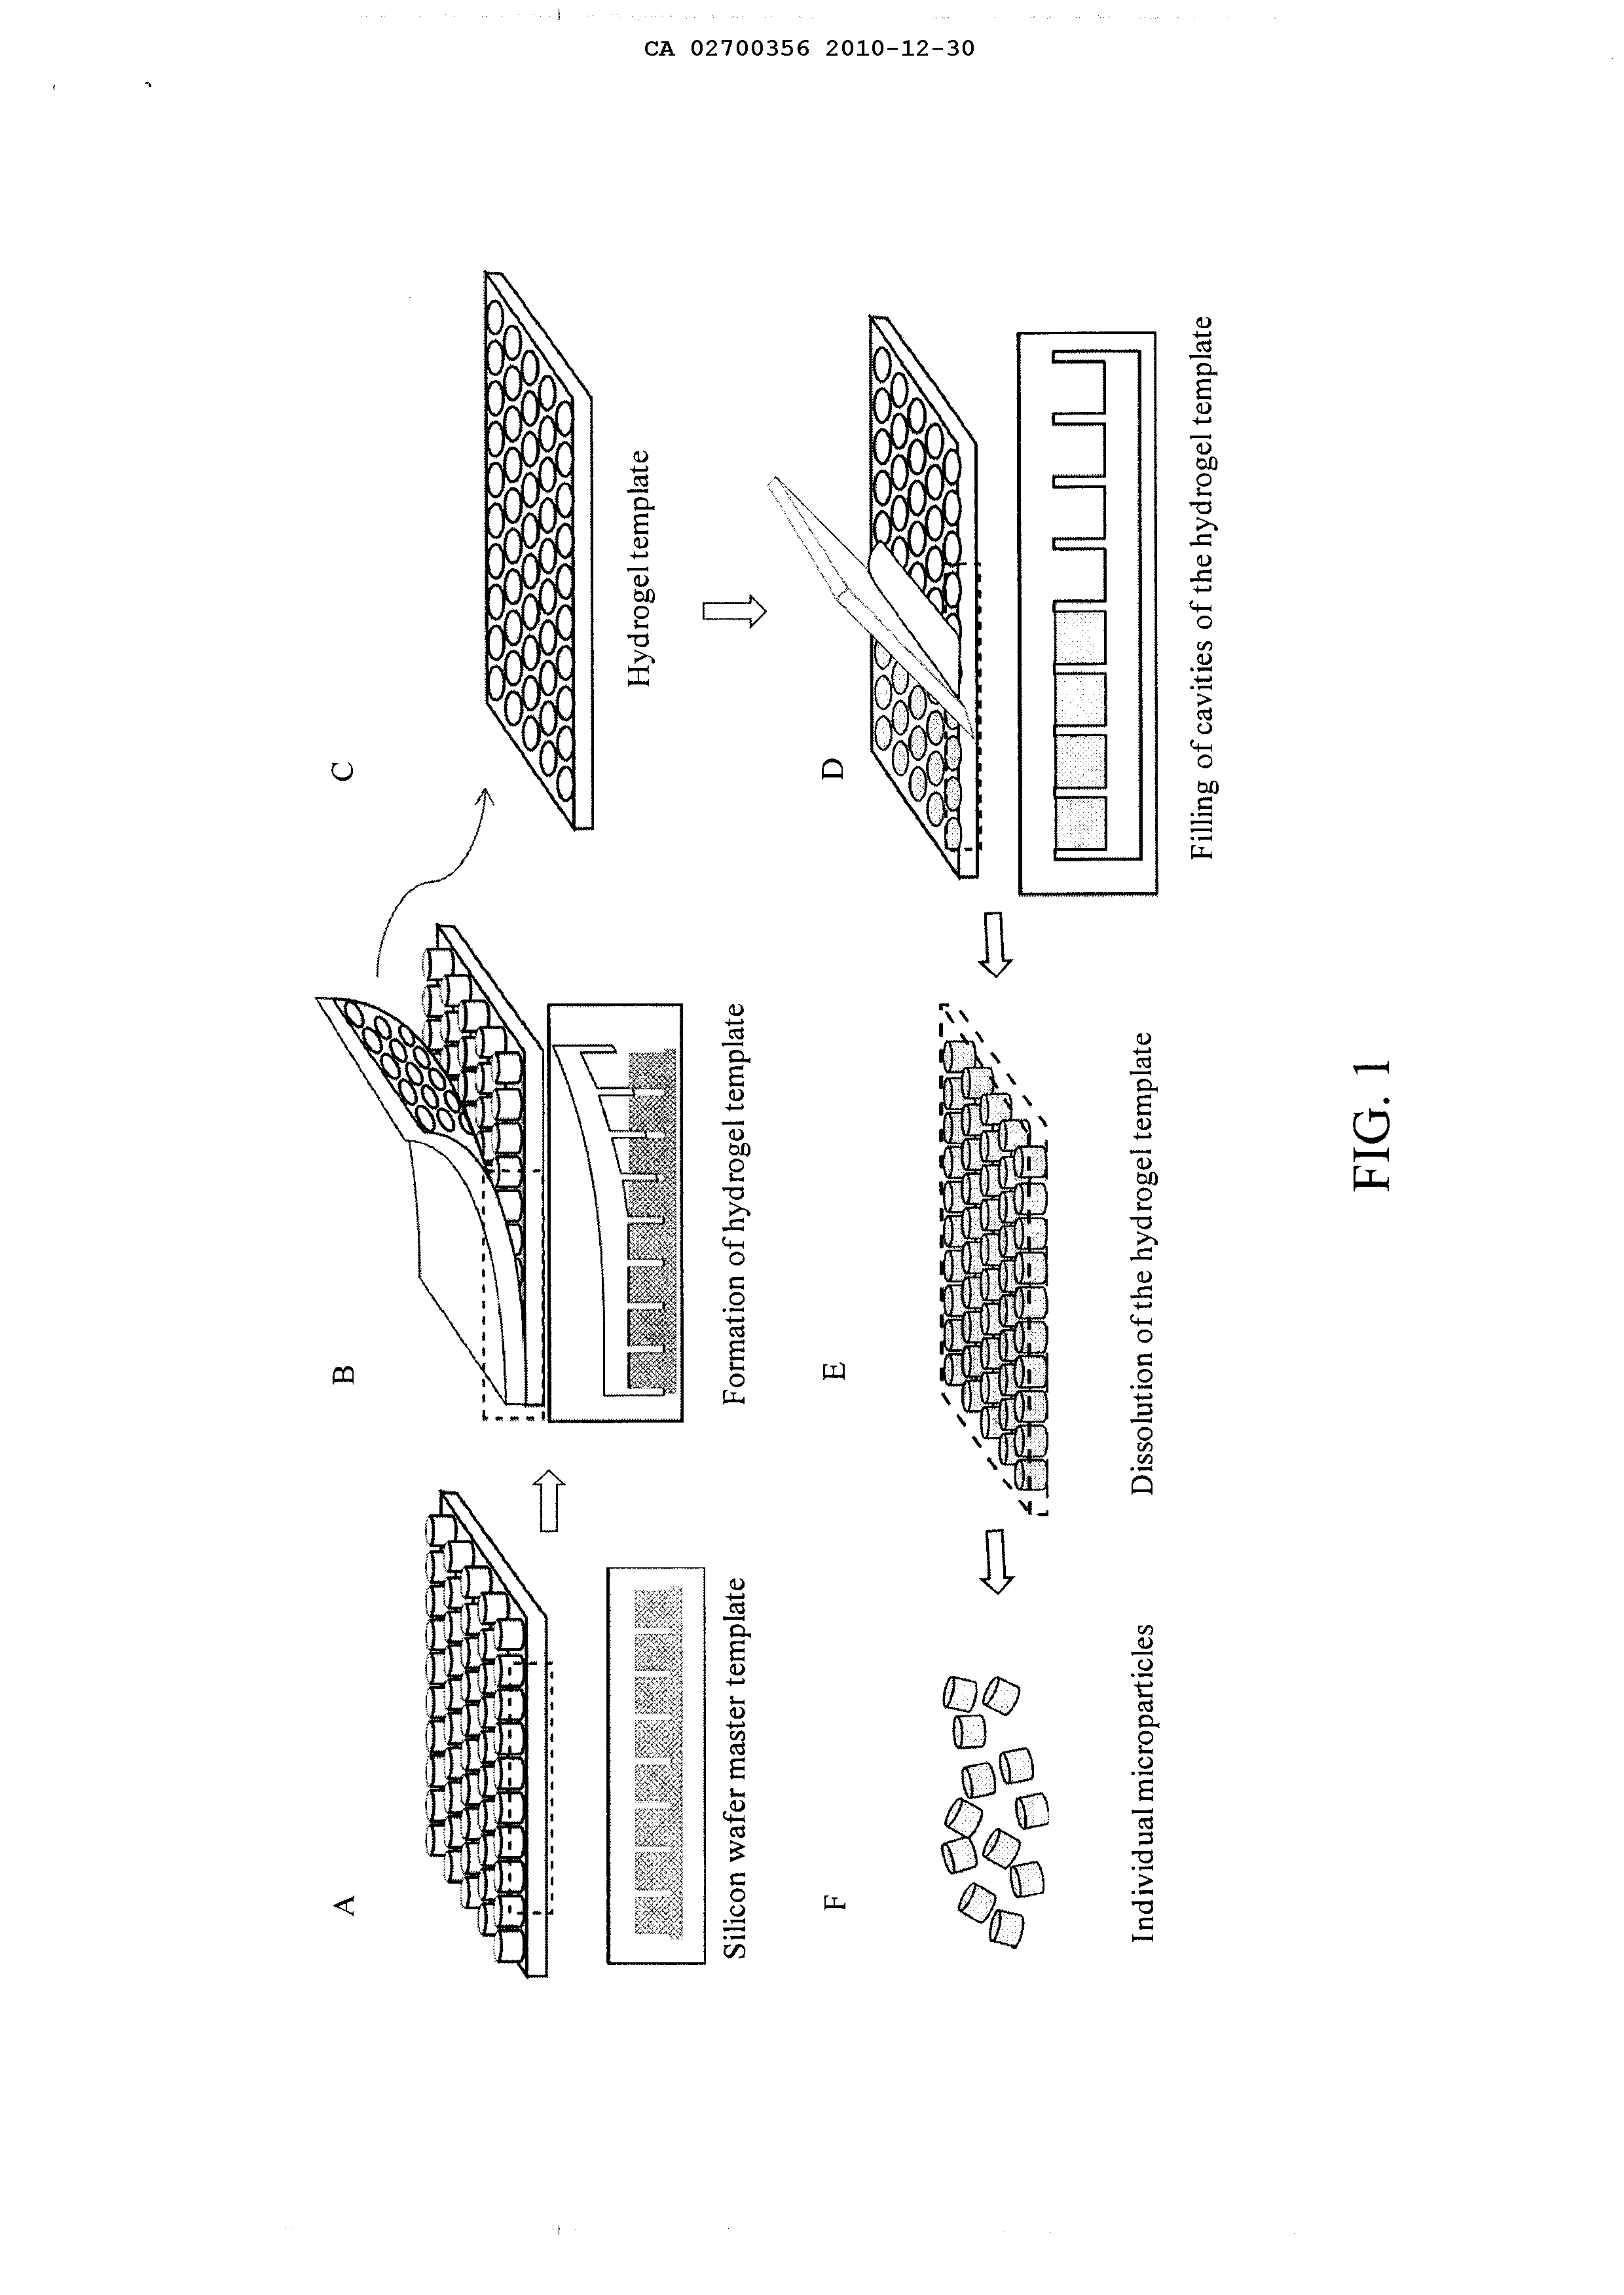 CA 02700356 2010-12-30
A
Silicon wafer master template
B
Formation of hydrogel template
C
Hydrogel template
D
Filling of cavities of the hydrogel template
E
Dissolution of the hydrogel template
F
Individual microparticles
FIG. 1